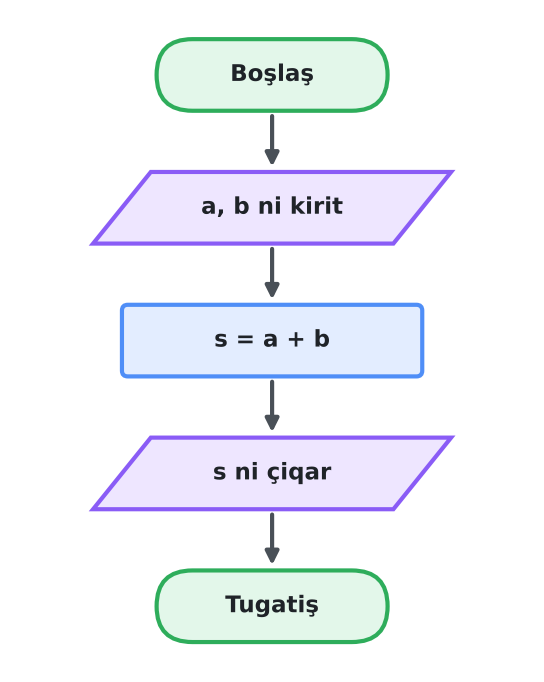 Boşlaş
a, b ni kirit
s = a + b
s ni çiqar
Tugatiş